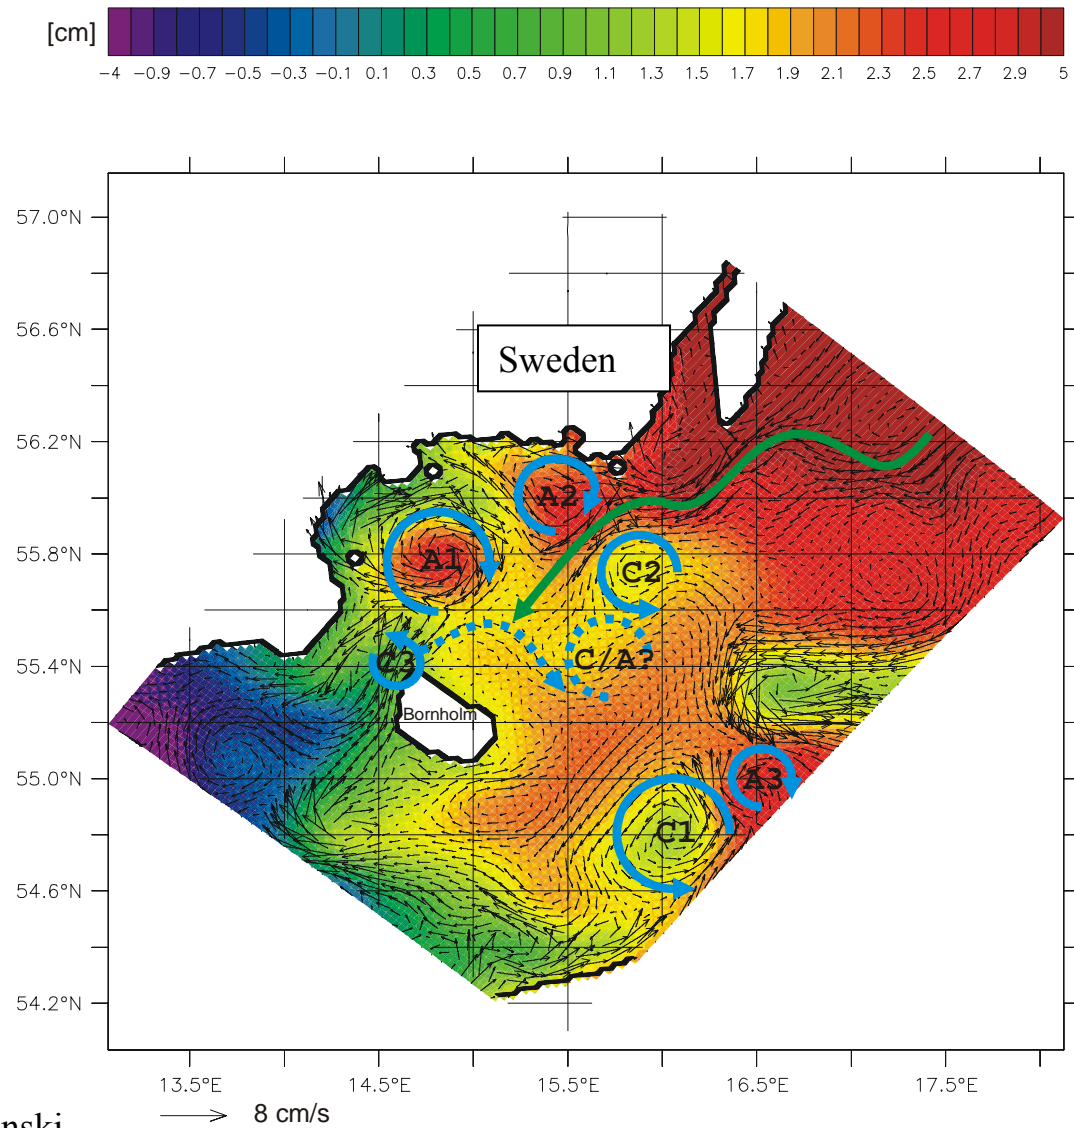 [cm]
−4 −0.9 −0.7 −0.5 −0.3 −0.1 0.1 0.3 0.5 0.7 0.9 1.1 1.3 1.5 1.7 1.9 2.1 2.3 2.5 2.7 2.9 5
57.0°N
56.6°N
Sweden
56.2°N
A2
55.8°N
A1
C2
55.4°N
C3
C/A?
Bornholm
55.0°N
A3
C1
54.6°N
54.2°N
13.5°E 14.5°E 15.5°E 16.5°E 17.5°E
8 cm/s
nski